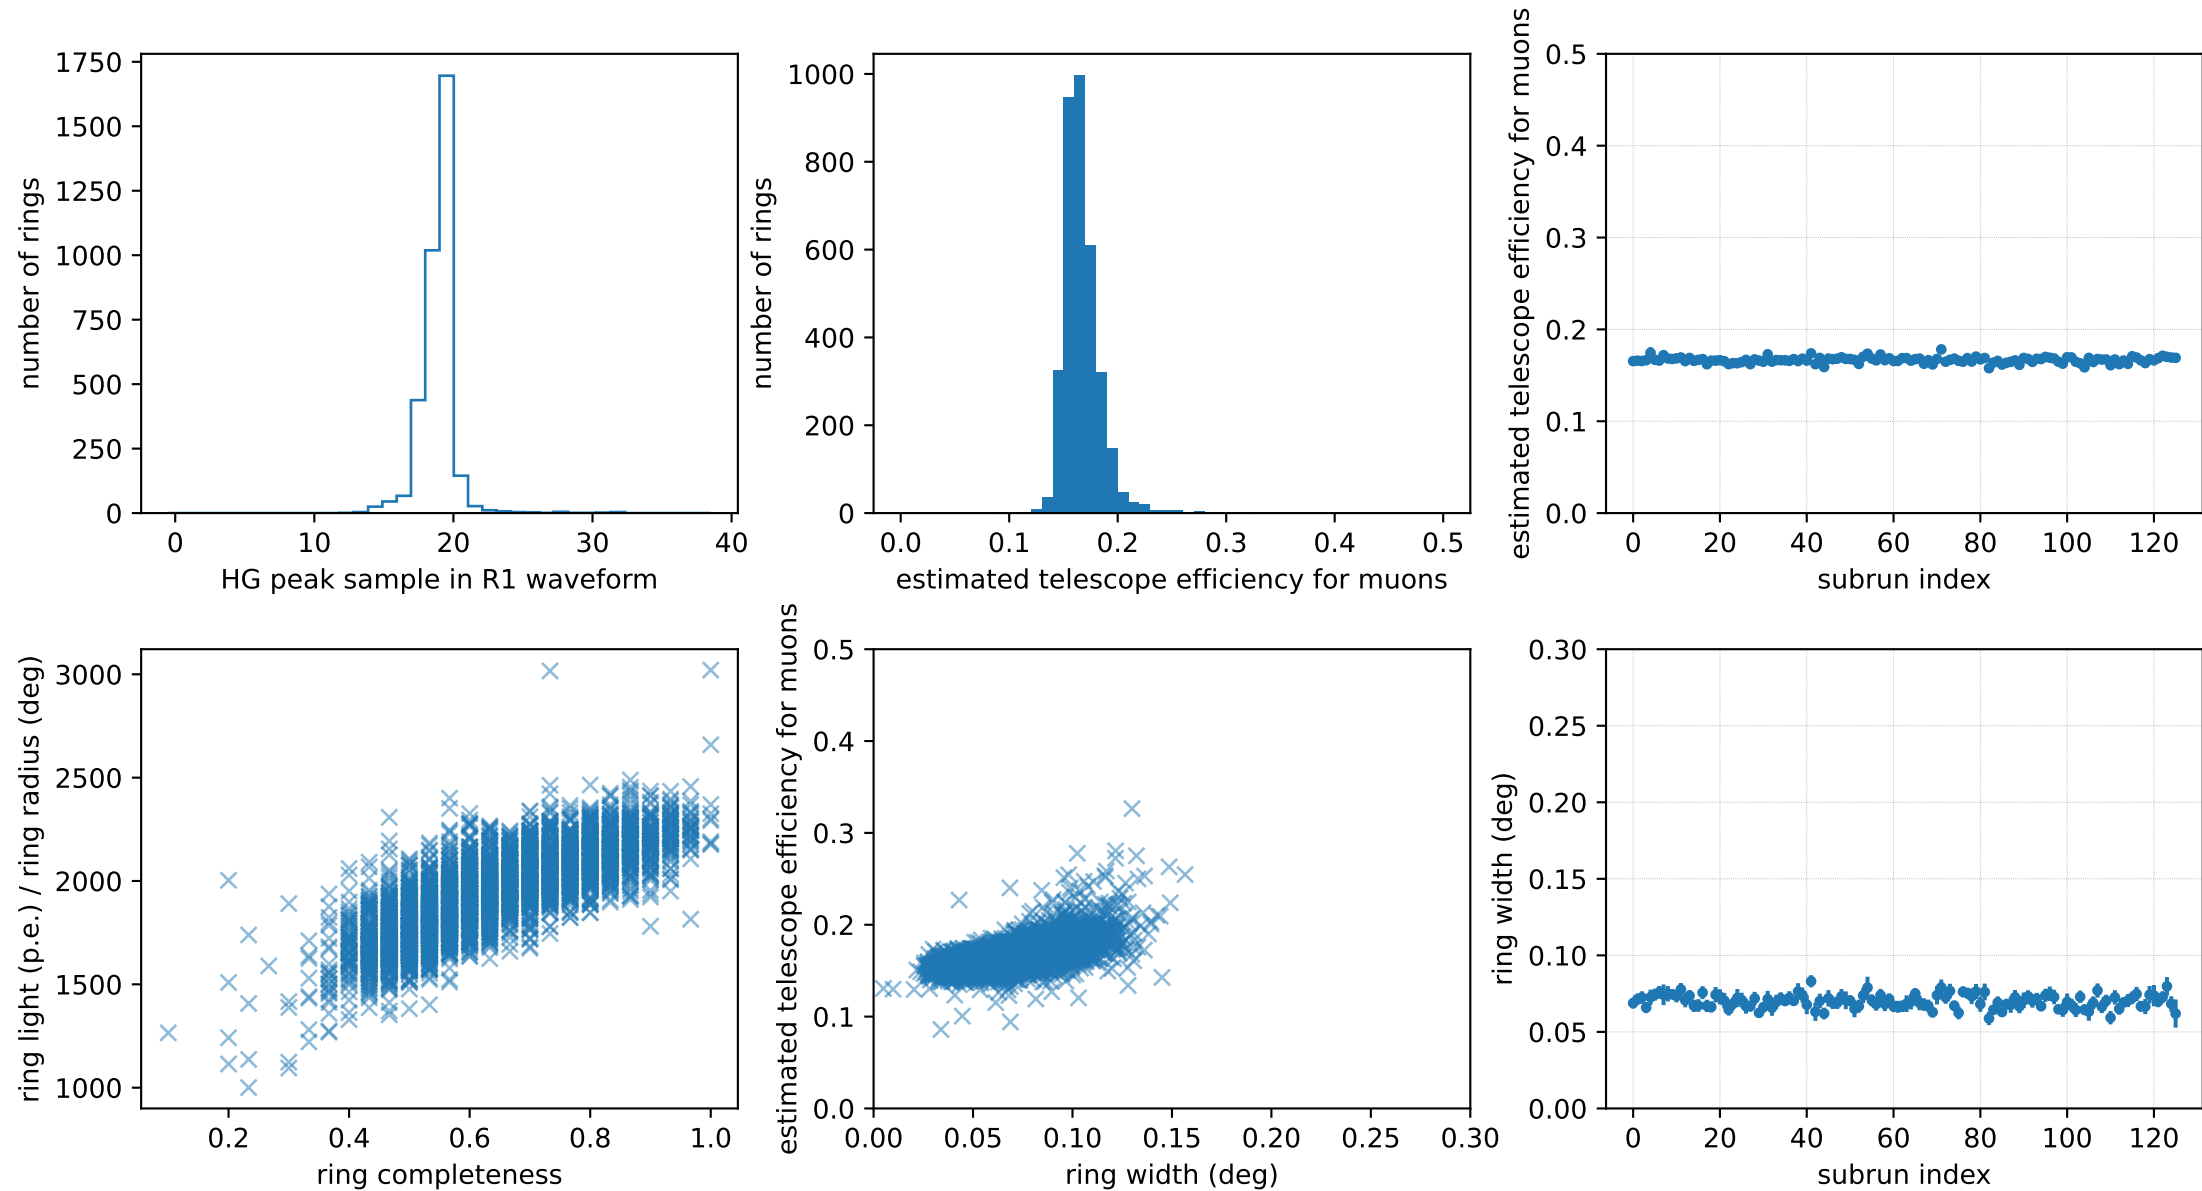 number of rings
1750
1500
1250
1000
750
500
250
0
0 10 20 30 40
HG peak sample in R1 waveform
number of rings
1000
800
600
400
200
0
0.0 0.1 0.2 0.3 0.4 0.5
estimated telescope efficiency for muons
estimated telescope efficiency for muons
0.5
0.4
0.3
0.2
0.1
0.0
0 20 40 60 80 100 120
subrun index
ring light (p.e.) / ring radius (deg)
3000
2500
2000
1500
1000
0.2 0.4 0.6 0.8 1.0
ring completeness
estimated telescope efficiency for muons
0.5
0.4
0.3
0.2
0.1
0.0
0.00 0.05 0.10 0.15 0.20 0.25 0.30
ring width (deg)
ring width (deg)
0.30
0.25
0.20
0.15
0.10
0.05
0.00
0 20 40 60 80 100 120
subrun index